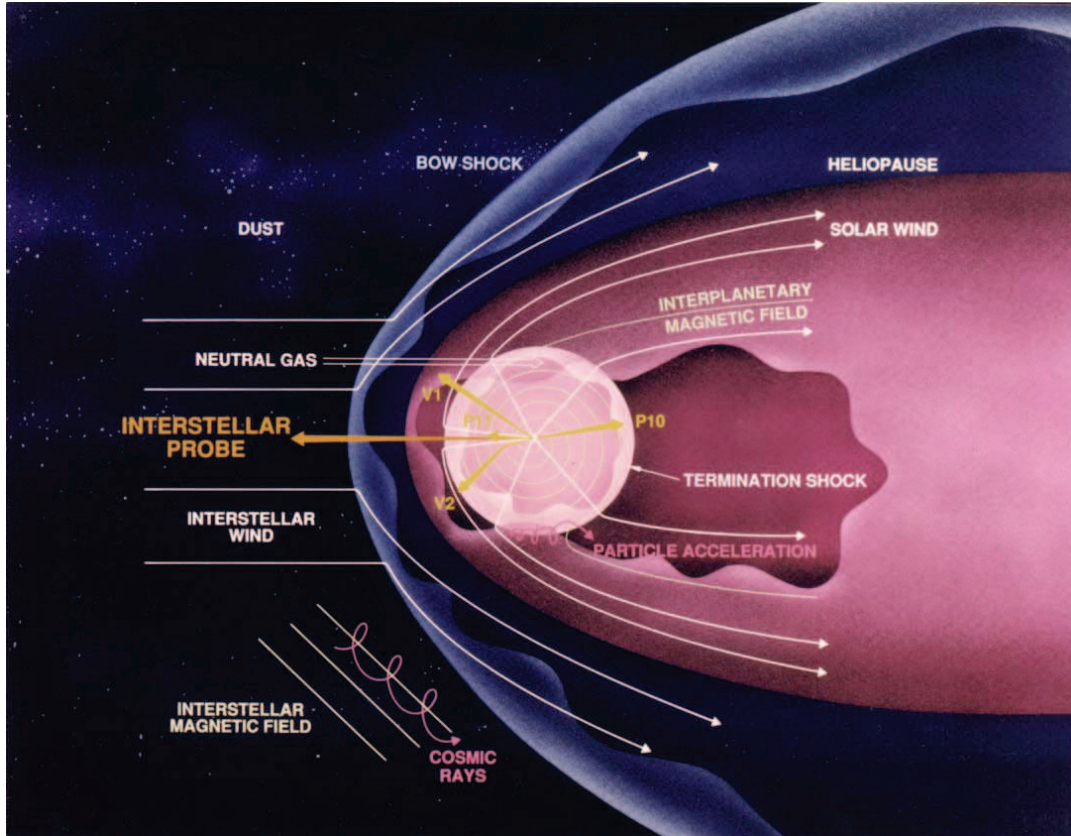 BOW SHOCK
HELIOPAUSE
DUST
SOLAR WIND
INTERPLANETARY
MAGNETIC FIELD
NEUTRAL GAS
V1
P11
P10
INTERSTELLAR
PROBE
TERMINATION SHOCK
V2
INTERSTELLAR
WIND
PARTICLE ACCELERATION
INTERSTELLAR
MAGNETIC FIELD
COSMIC
RAYS